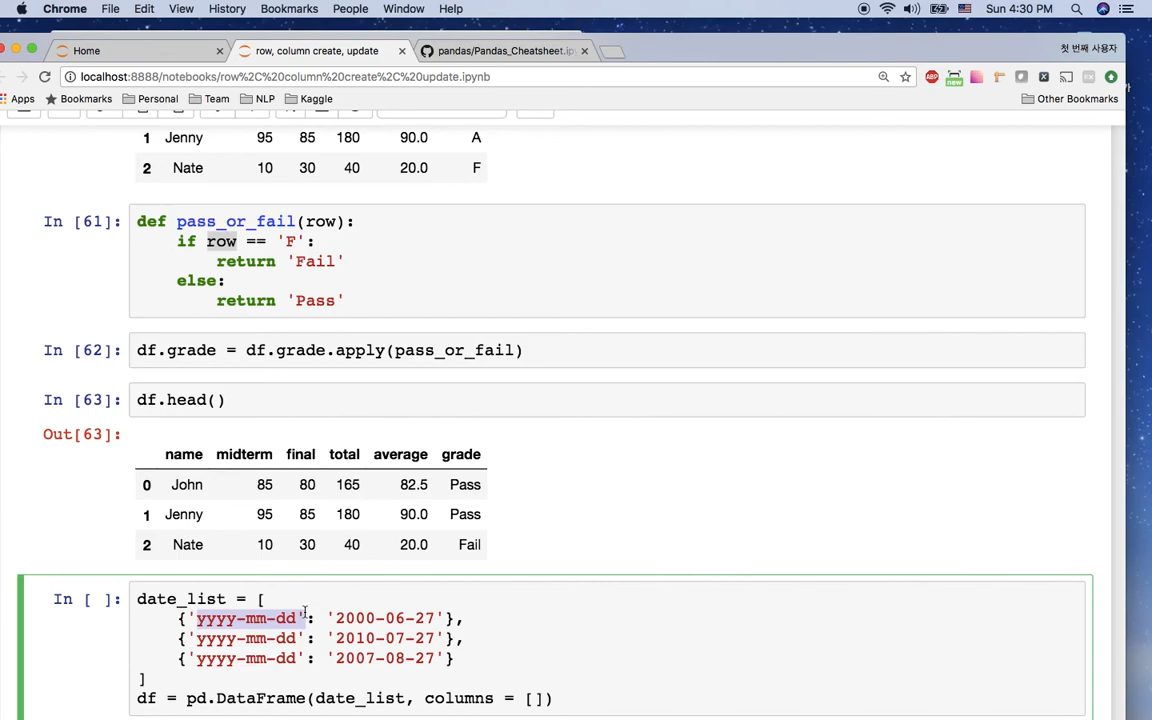 Chrome File Edit View History Bookmarks People Window Help Sun 4:30 PM
Home row, column create, update pandas/Pandas_Cheatsheet.ipy 첫 번째 사용자
localhost:8888/notebooks/row%2C%20column%20create%2C%20update.ipynb ABP new
Apps Bookmarks Personal Team NLP Kaggle Other Bookmarks
1 Jenny 95 85 180 90.0 A
2 Nate 10 30 40 20.0 F
In [61]: def pass_or_fail(row):
if row == 'F':
return 'Fail'
else:
return 'Pass'
In [62]: df.grade = df.grade.apply(pass_or_fail)
In [63]: df.head()
Out[63]:
name midterm final total average grade
0 John 85 80 165 82.5 Pass
1 Jenny 95 85 180 90.0 Pass
2 Nate 10 30 40 20.0 Fail
In [ ]: date_list = [
{'yyyy-mm-dd': '2000-06-27'},
{'yyyy-mm-dd': '2010-07-27'},
{'yyyy-mm-dd': '2007-08-27'}
]
df = pd.DataFrame(date_list, columns = [])